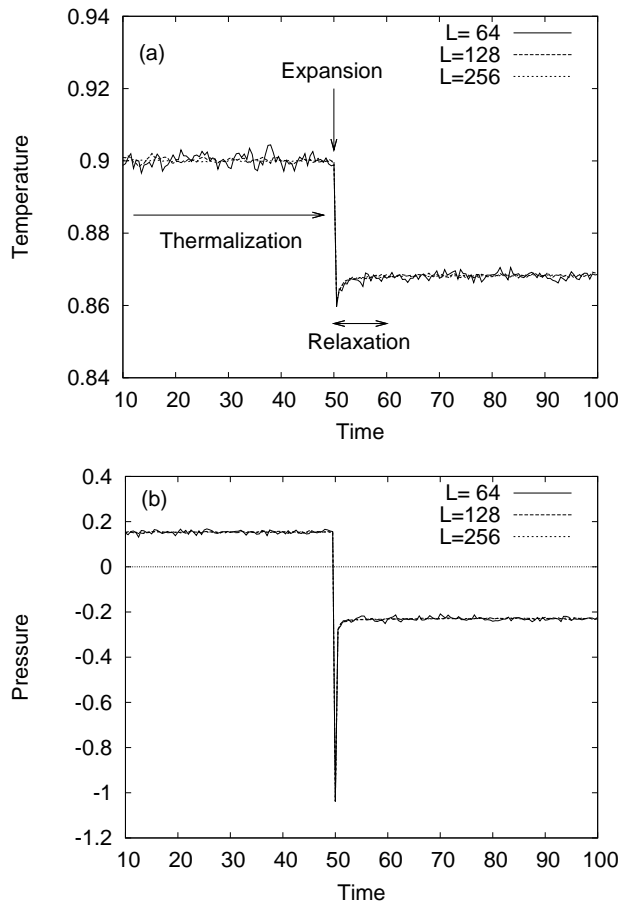 0.94
(a)
L= 64
L=128
L=256
Expansion
0.92
0.9
Temperature
Thermalization
0.88
0.86
Relaxation
0.84
10 20 30 40 50 60 70 80 90 100
Time
0.4
(b)
L= 64
L=128
L=256
0.2
0
-0.2
Pressure
-0.4
-0.6
-0.8
-1
-1.2
10 20 30 40 50 60 70 80 90 100
Time